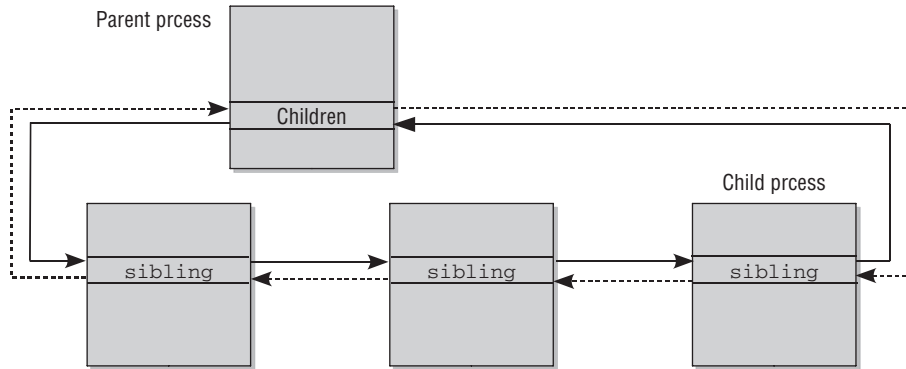 Parent prcess
Children
Child prcess
sibling
sibling
sibling